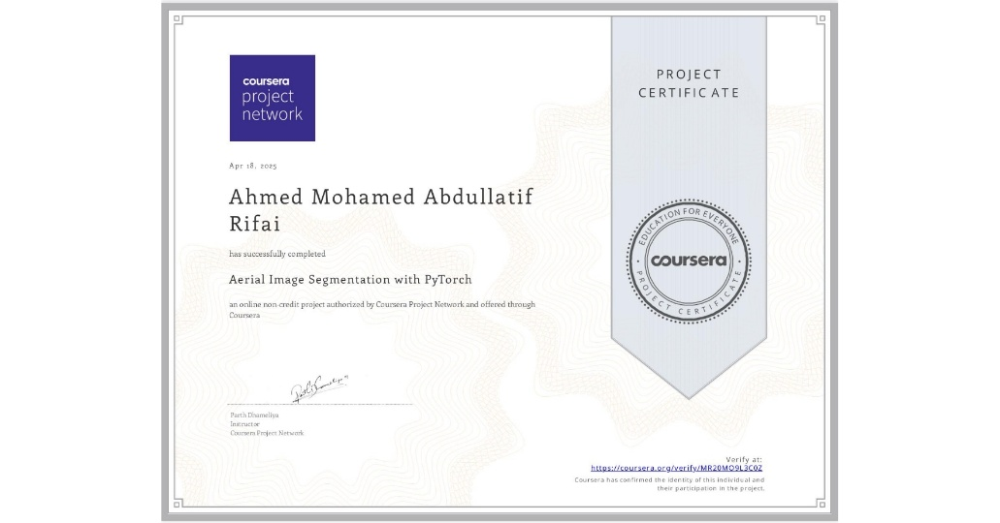 coursera
project
network
PROJECT
CERTIFICATE
Apr 18, 2025
Ahmed Mohamed Abdullatif
Rifai
has successfully completed
Aerial Image Segmentation with PyTorch
an online non-credit project authorized by Coursera Project Network and offered through
Coursera
EDUCATION FOR EVERYONE
coursera
PROJECT CERTIFICATE
Parth Dhameliya
Instructor
Coursera Project Network
Verify at:
https://coursera.org/verify/MR20MO9L3C0Z
Coursera has confirmed the identity of this individual and
their participation in the project.